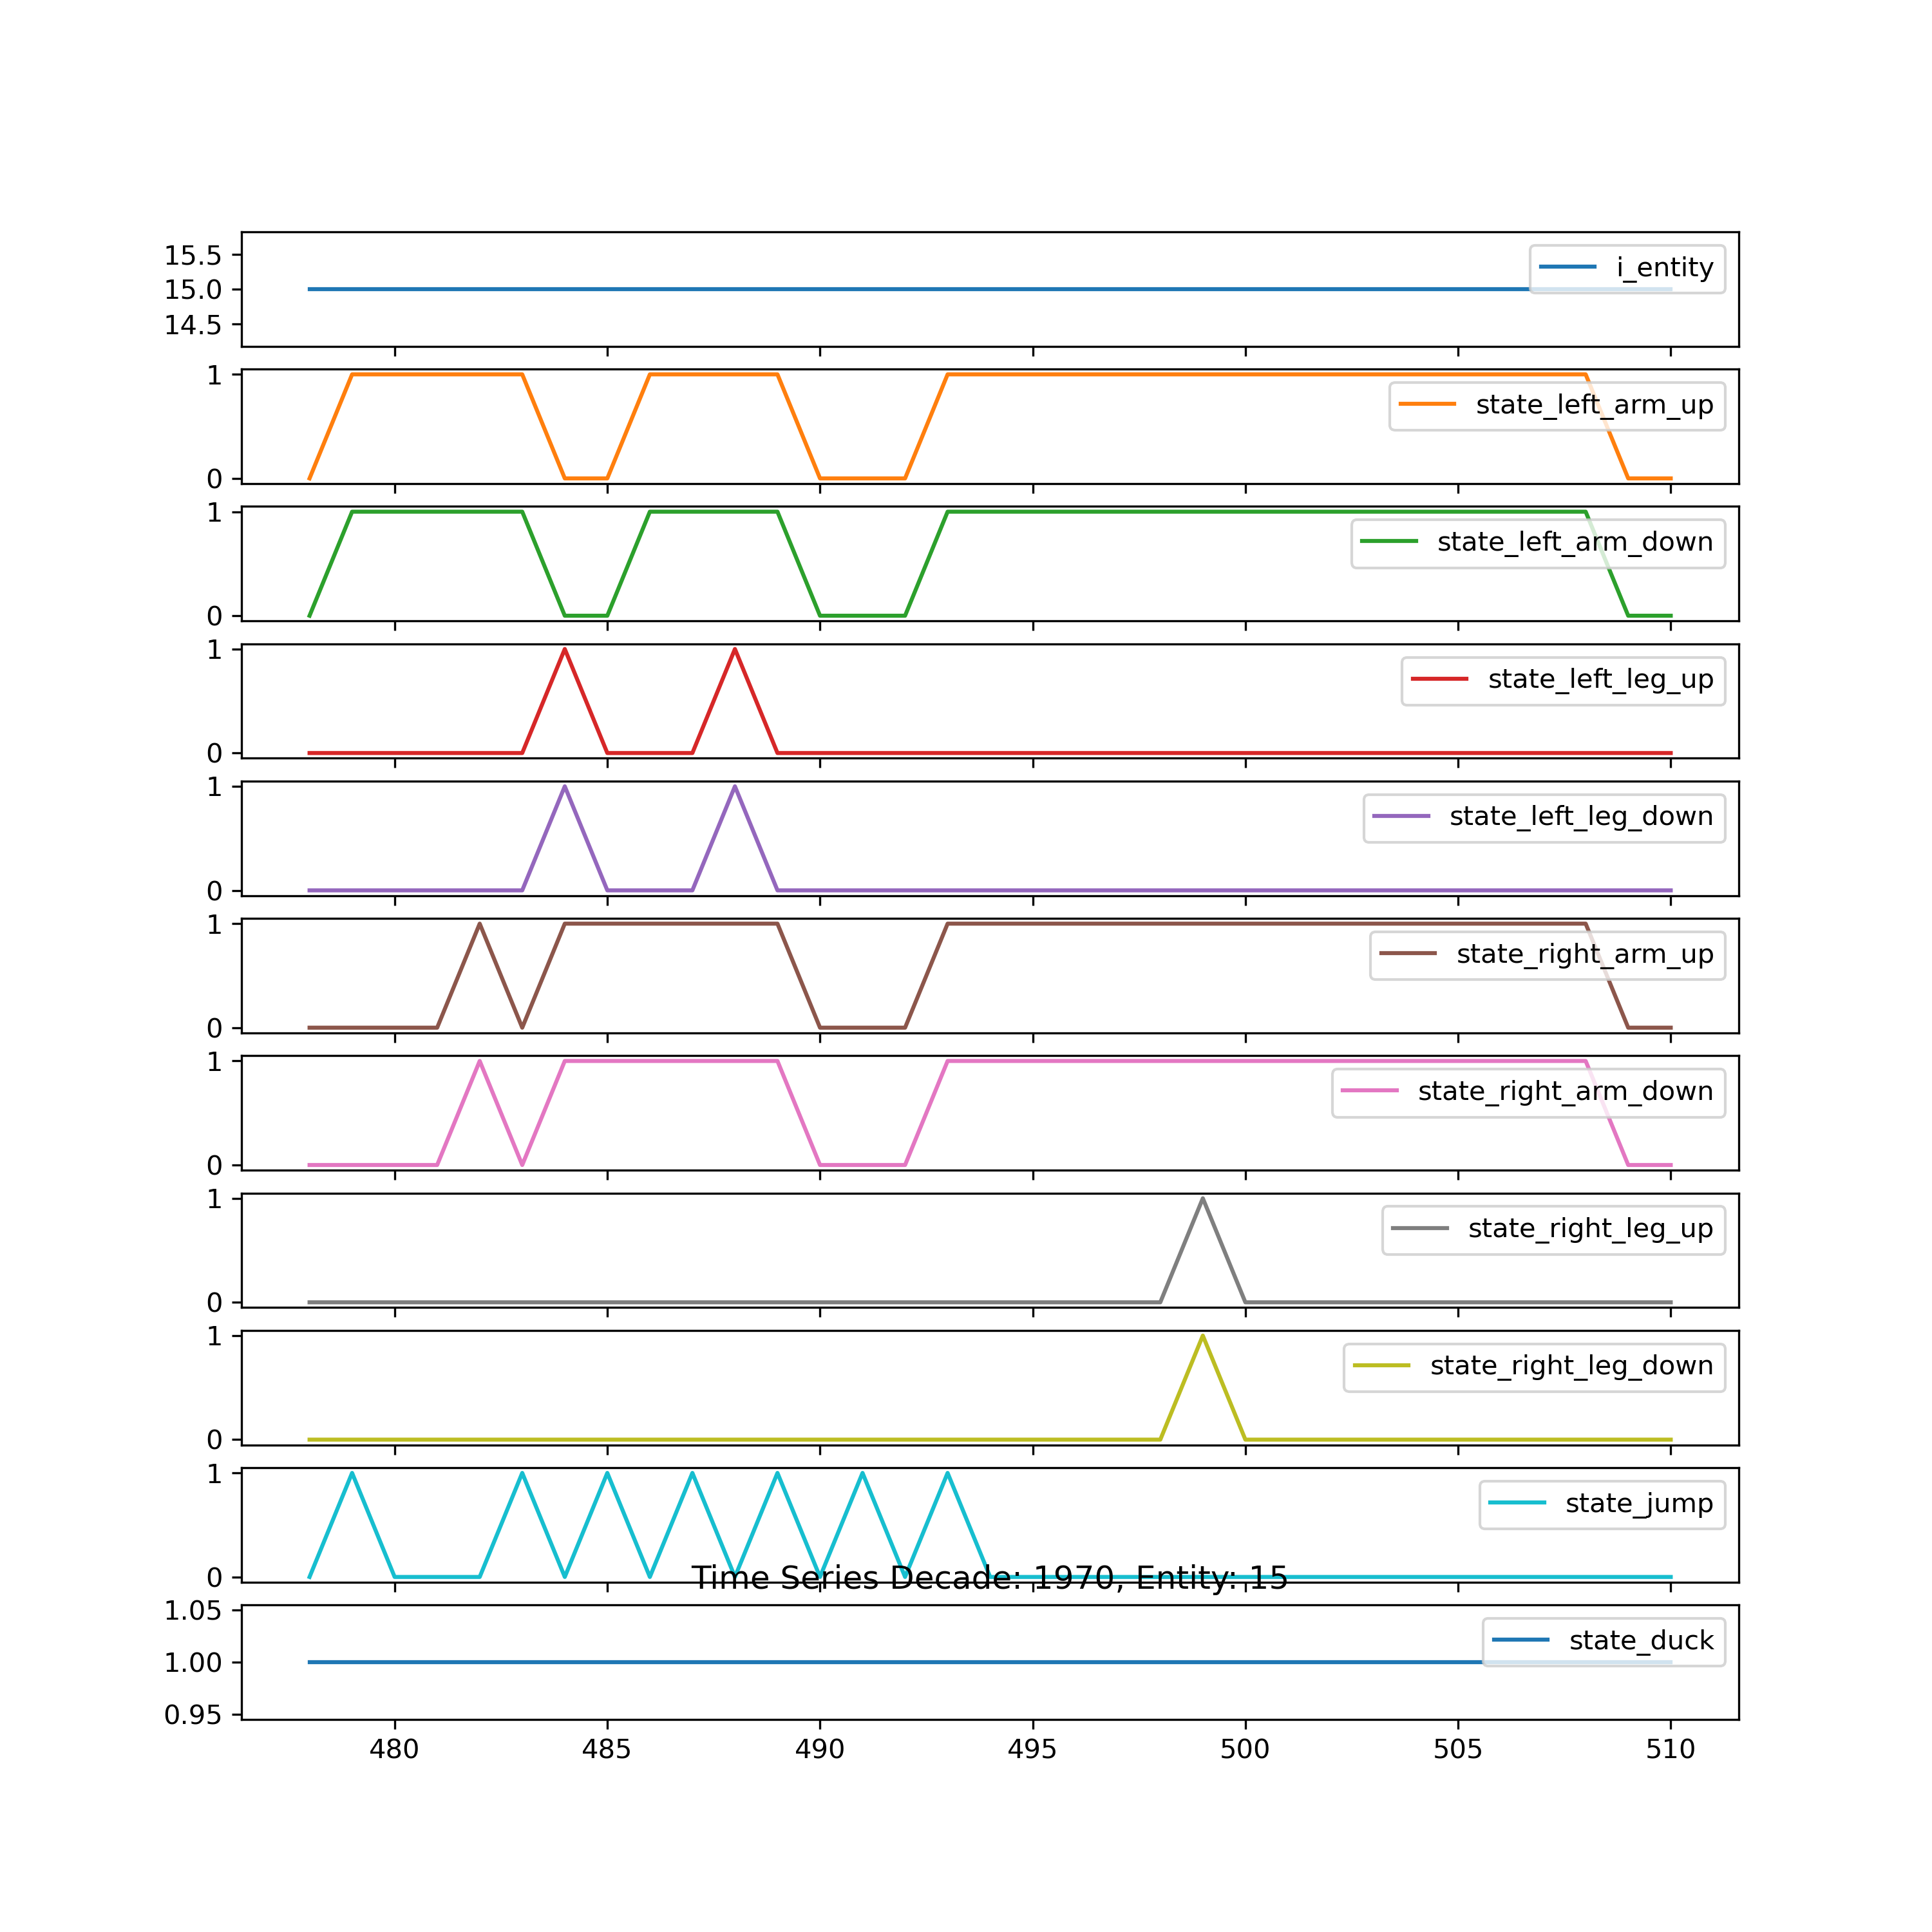 15.5
i_entity
15.0
14.5
1
state_left_arm_up
0
1
state_left_arm_down
0
1
state_left_leg_up
0
1
state_left_leg_down
0
1
state_right_arm_up
0
1
state_right_arm_down
0
1
state_right_leg_up
0
1
state_right_leg_down
0
1
state_jump
0
Time Series Decade: 1970, Entity: 15
1.05
state_duck
1.00
0.95
480 485 490 495 500 505 510